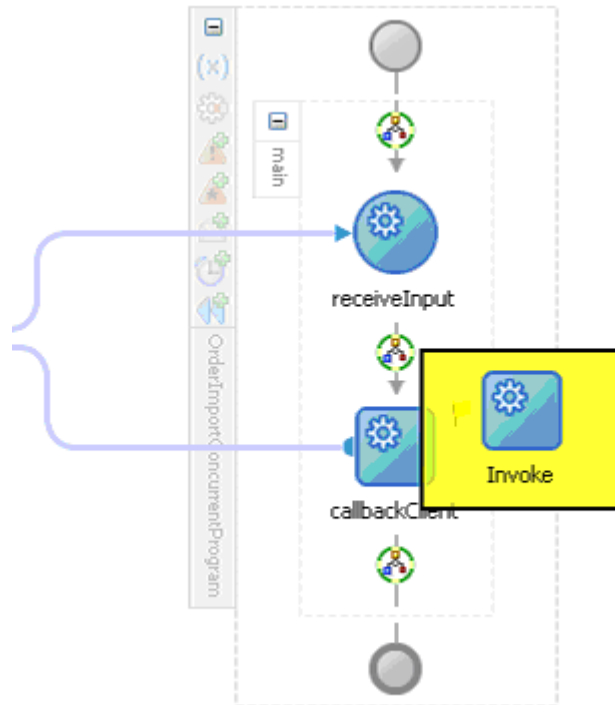 (x)
main
receiveInput
OrderImportConcurrentProgram
Invoke
callbackClient